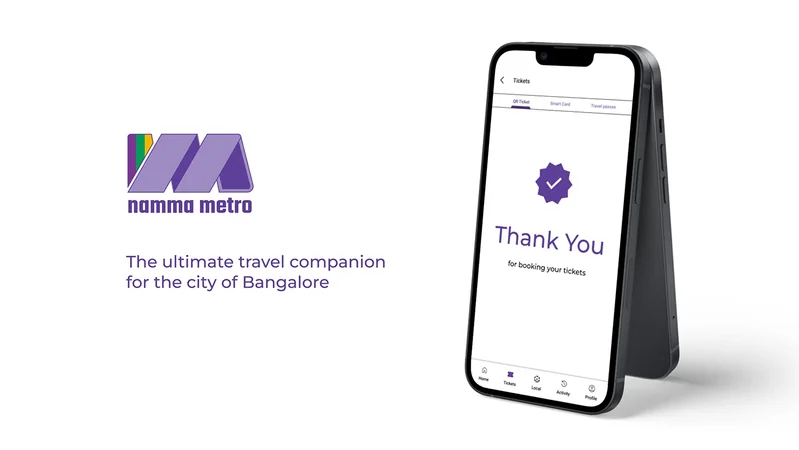 namma metro
The ultimate travel companion
for the city of Bangalore
Tickets
QR Ticket
Smart Card
Travel passes
Thank You
for booking your tickets
Home
Tickets
Local
Activity
Profile